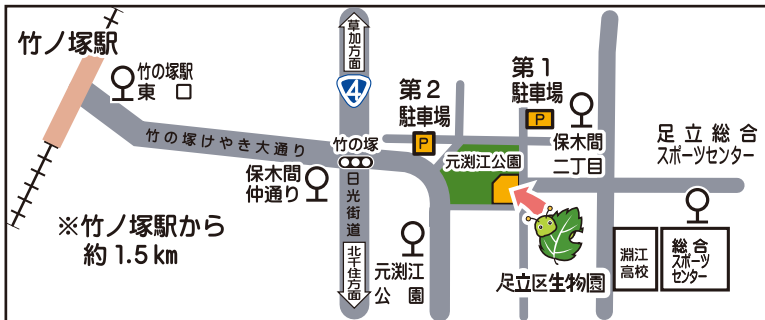 竹ノ塚駅
竹の塚駅
東 口
草加方面
4
第2
駐車場
P
第1
駐車場
P
保木間
二丁目
足立総合
スポーツセンター
竹の塚けやき大通り
竹の塚
元渕江公園
保木間
仲通り
日光街道
※竹ノ塚駅から
約1.5km
北千住方面
元渕江
公 園
足立区生物園
淵江
高校
総合
スポーツ
センター